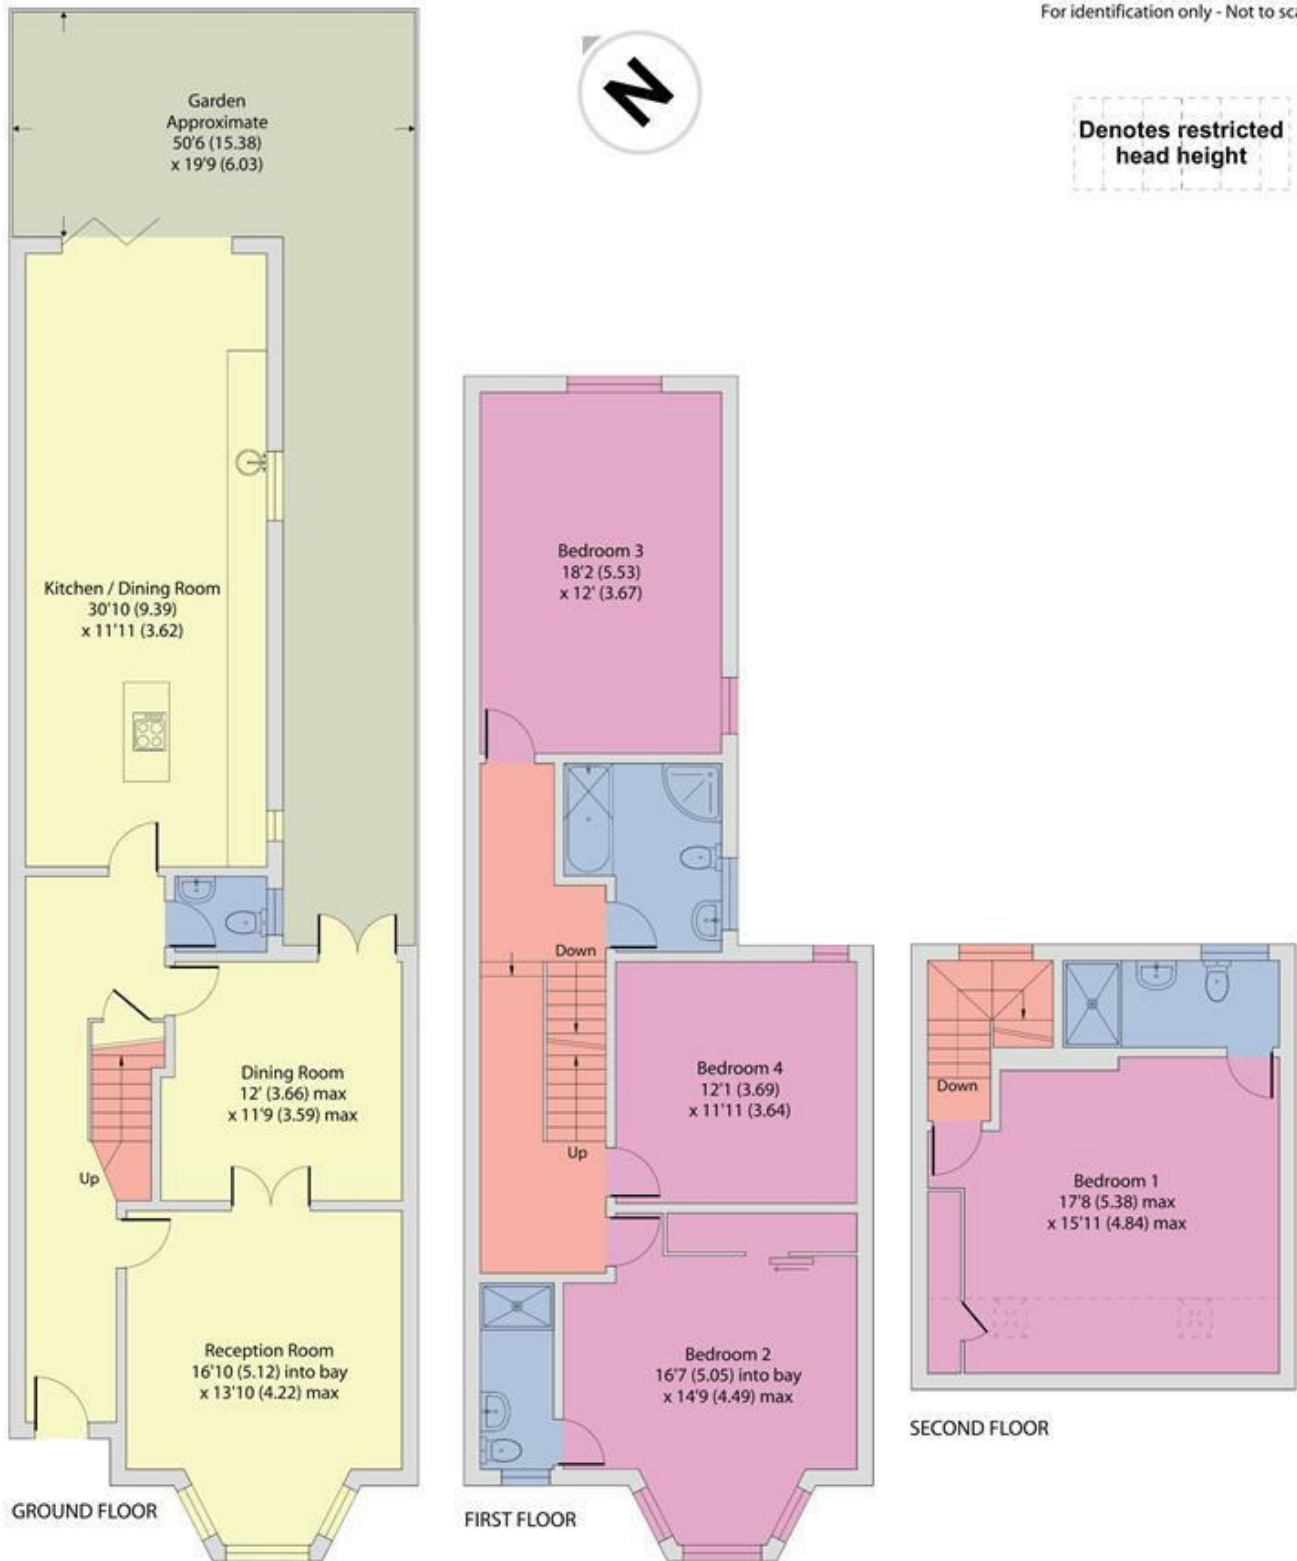 For identification only - Not to sca
N
Denotes restricted
head height
Garden
Approximate
50'6 (15.38)
x 19'9 (6.03)
Kitchen / Dining Room
30'10 (9.39)
x 11'11 (3.62)
Dining Room
12' (3.66) max
x 11'9 (3.59) max
Up
Reception Room
16'10 (5.12) into bay
x 13'10 (4.22) max
GROUND FLOOR
Bedroom 3
18'2 (5.53)
x 12' (3.67)
Down
Bedroom 4
12'1 (3.69)
x 11'11 (3.64)
Up
Bedroom 2
16'7 (5.05) into bay
x 14'9 (4.49) max
FIRST FLOOR
Down
Bedroom 1
17'8 (5.38) max
x 15'11 (4.84) max
SECOND FLOOR